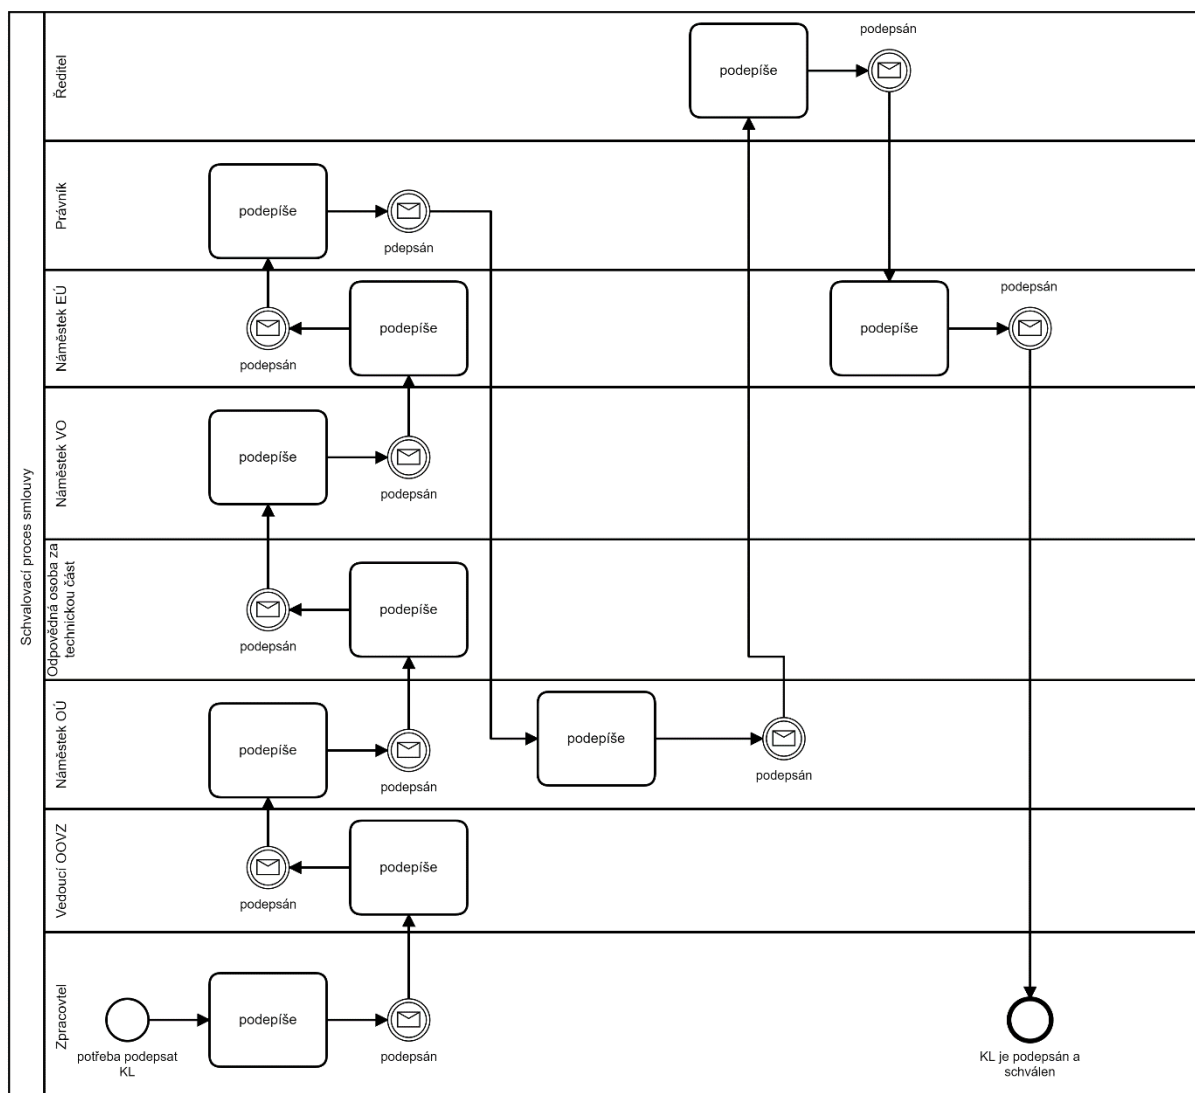 Schvalovací proces smlouvy
Ředitel
podepíše
podepsán
Právník
podepíše
pdepsán
Náměstek EÚ
podepsán
podepíše
podepíše
podepsán
Náměstek VO
podepíše
podepsán
Odpovědná osoba za
technickou část
podepsán
podepíše
Náměstek OÚ
podepíše
podepsán
podepíše
podepsán
Vedoucí OOVZ
podepsán
podepíše
Zpracovtel
potřeba podepsat
KL
podepíše
podepsán
KL je podepsán a
schválen